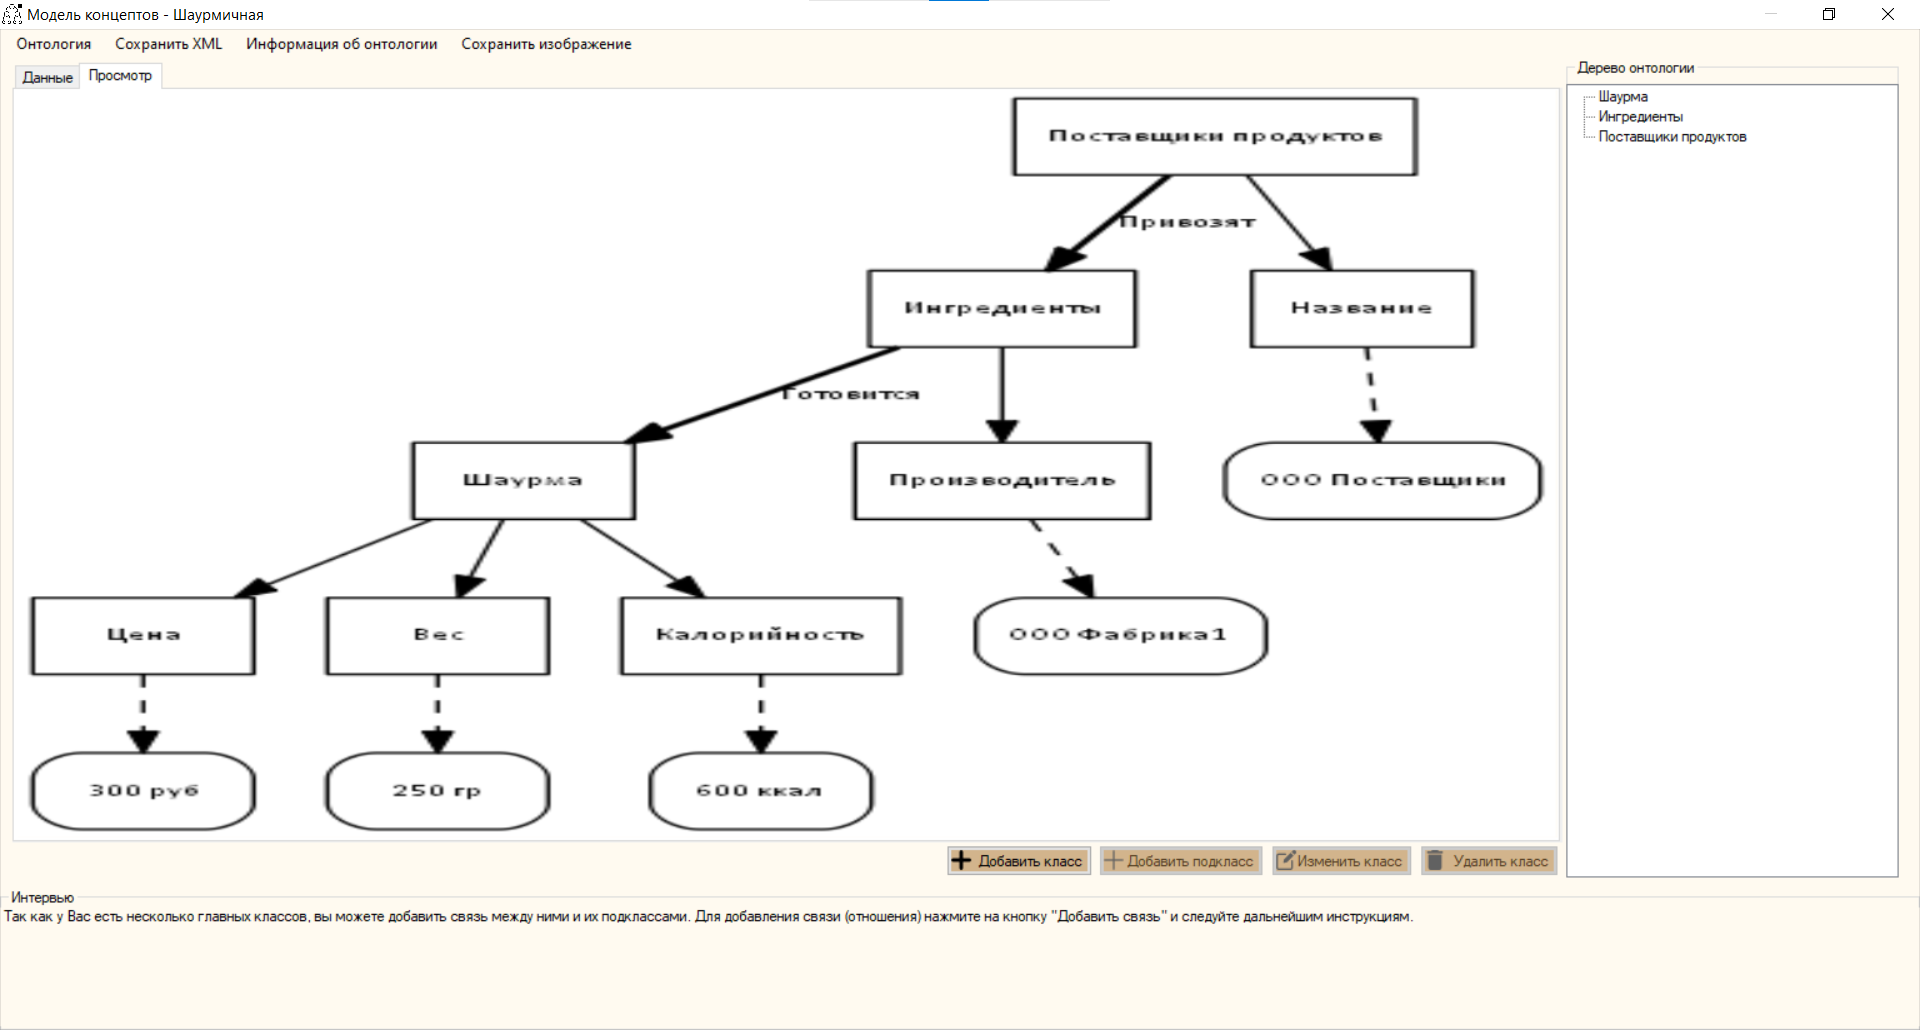 Модель концептов - Шаурмичная
Онтология Сохранить XML Информация об онтологии Сохранить изображение
Данные Просмотр
Поставщики продуктов
Привозят
Ингредиенты Название
Готовится
Шаурма Производитель ООО Поставщики
Цена Вес Калорийность ООО Фабрика1
300 руб 250 гр 600 ккал
Дерево онтологии
Шаурма
Ингредиенты
Поставщики продуктов
Добавить класс Добавить подкласс Изменить класс Удалить класс
Интервью
Так как у Вас есть несколько главных классов, вы можете добавить связь между ними и их подклассами. Для добавления связи (отношения) нажмите на кнопку "Добавить связь" и следуйте дальнейшим инструкциям.